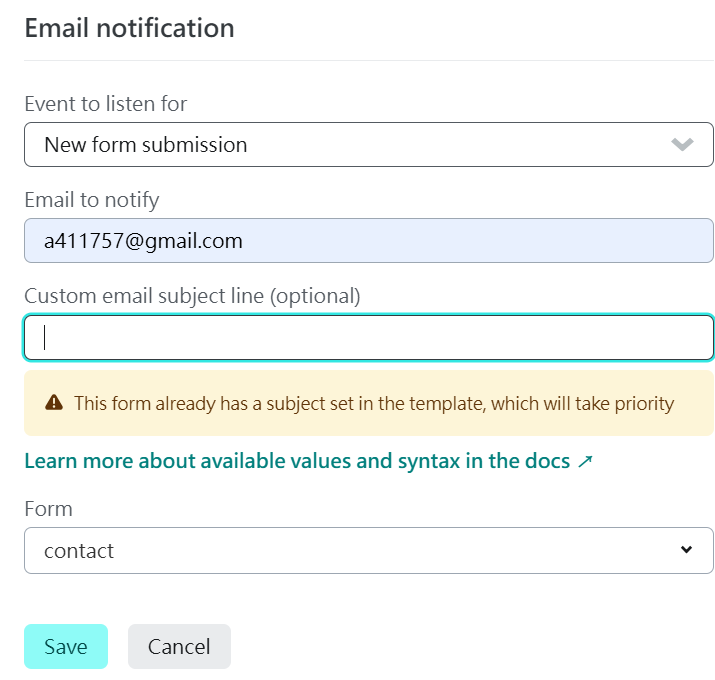 Email notification
Event to listen for
New form submission
Email to notify
a411757@gmail.com
Custom email subject line (optional)
This form already has a subject set in the template, which will take priority
Learn more about available values and syntax in the docs ↗
Form
contact
Save Cancel